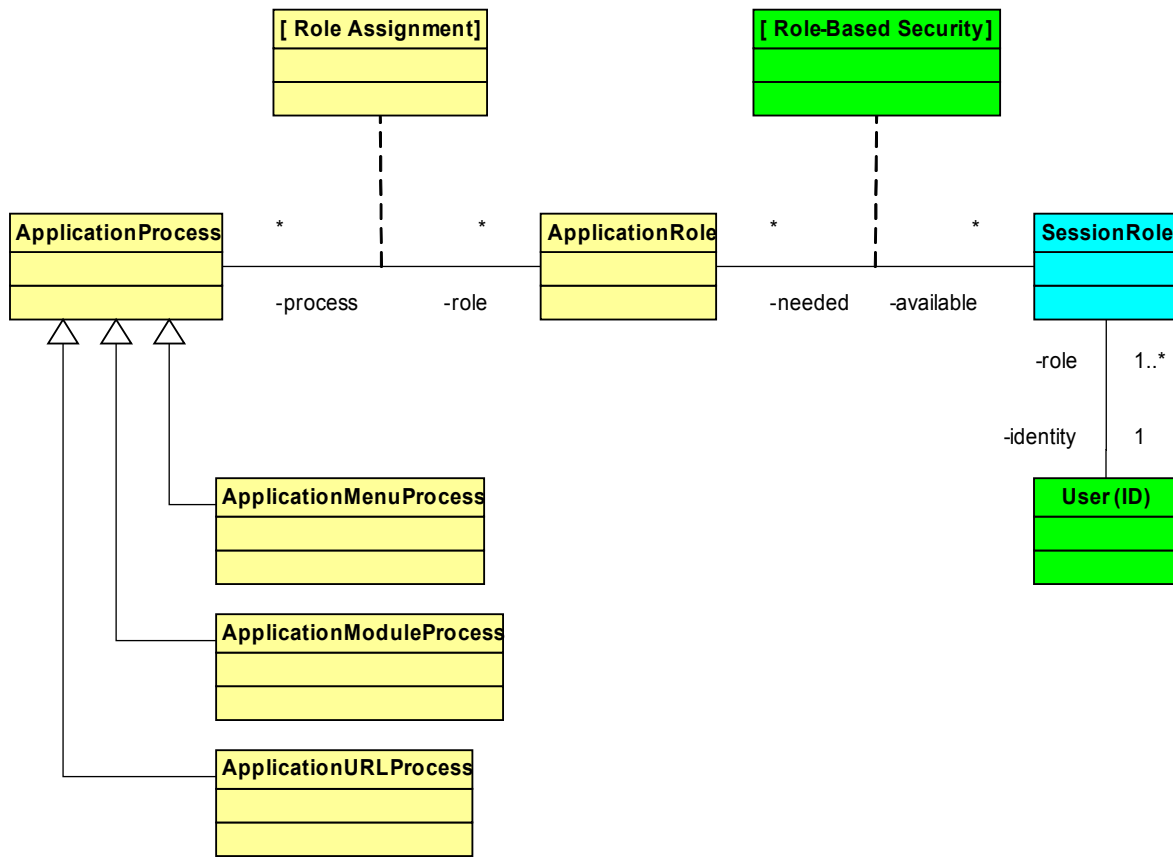 [ Role Assignment]
[ Role-Based Security]
ApplicationProcess
*
*
ApplicationRole
*
*
SessionRole
-process
-role
-needed
-available
-role
1..*
-identity
1
ApplicationMenuProcess
User (ID)
ApplicationModuleProcess
ApplicationURLProcess